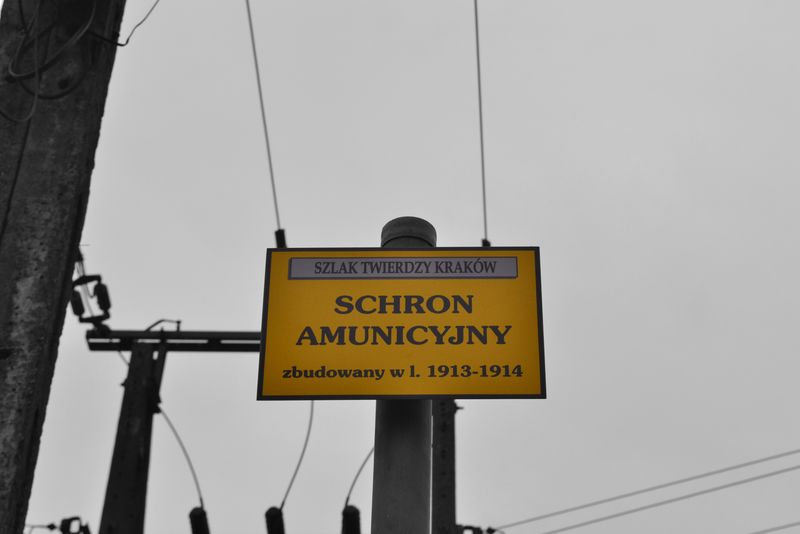 SZLAK TWIERDZY KRAKÓW
SCHRON
AMUNICYJNY
zbudowany w l. 1913-1914